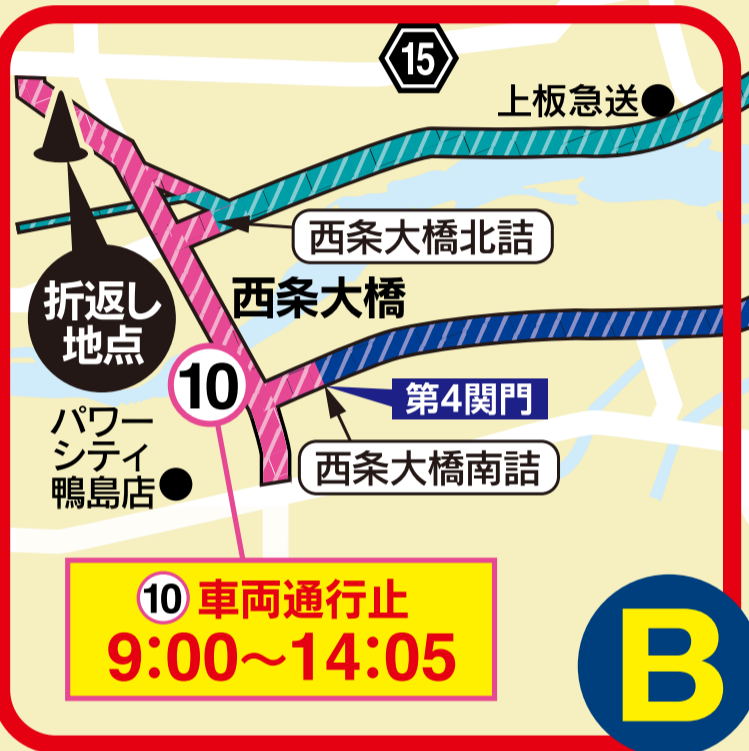 15
上板急送
西条大橋北詰
西条大橋
折返し
地点
10
第4関門
パワー
シティ
鴨島店
西条大橋南詰
10 車両通行止
9:00～14:05
B